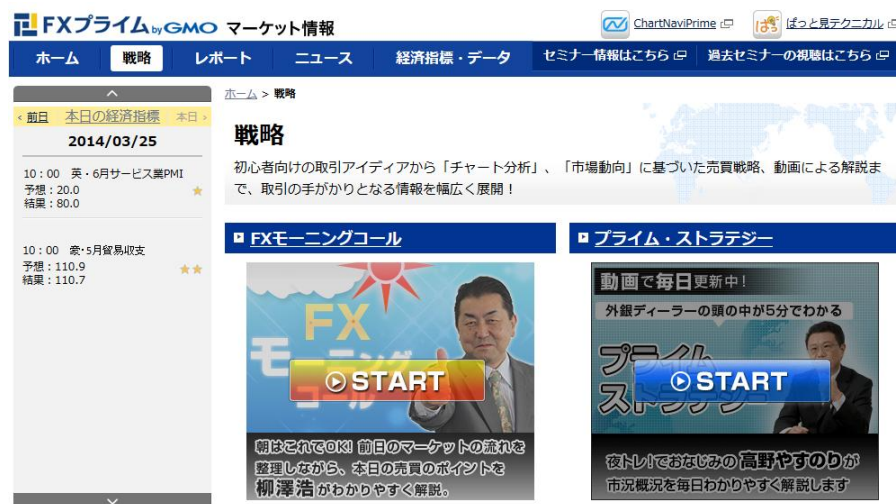 FXプライム by GMO マーケット情報
ChartNaviPrime
ぱっと見テクニカル
ホーム 戦略 レポート ニュース 経済指標・データ セミナー情報はこちら 過去セミナーの視聴はこちら
ホーム > 戦略
‹ 前日 本日の経済指標 本日 ›
2014/03/25
10:00 英・6月サービス業PMI
予想:20.0
結果:80.0
10:00 豪・5月貿易収支
予想:110.9
結果:110.7
戦略
初心者向けの取引アイディアから「チャート分析」、「市場動向」に基づいた売買戦略、動画による解説ま
で、取引の手がかりとなる情報を幅広く展開!
FXモーニングコール
FX
モーニング
コール
START
朝はこれでOK! 前日のマーケットの流れを
整理しながら、本日の売買のポイントを
柳澤浩がわかりやすく解説。
プライム・ストラテジー
動画で毎日更新中!
外銀ディーラーの頭の中が5分でわかる
プライム
ストラテジー
START
夜トレ!でおなじみの高野やすのりが
市況概況を毎日わかりやすく解説します